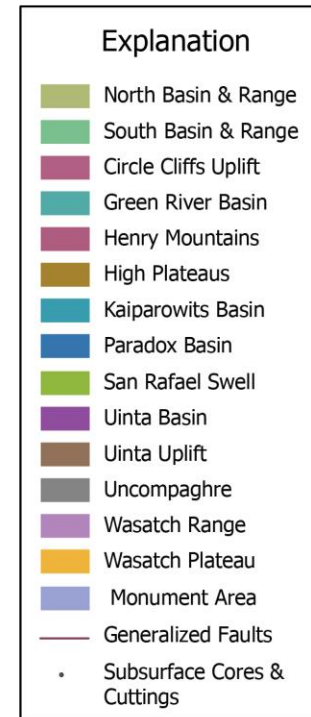 Explanation
North Basin & Range
South Basin & Range
Circle Cliffs Uplift
Green River Basin
Henry Mountains
High Plateaus
Kaiparowits Basin
Paradox Basin
San Rafael Swell
Uinta Basin
Uinta Uplift
Uncompaghre
Wasatch Range
Wasatch Plateau
Monument Area
Generalized Faults
Subsurface Cores &
Cuttings